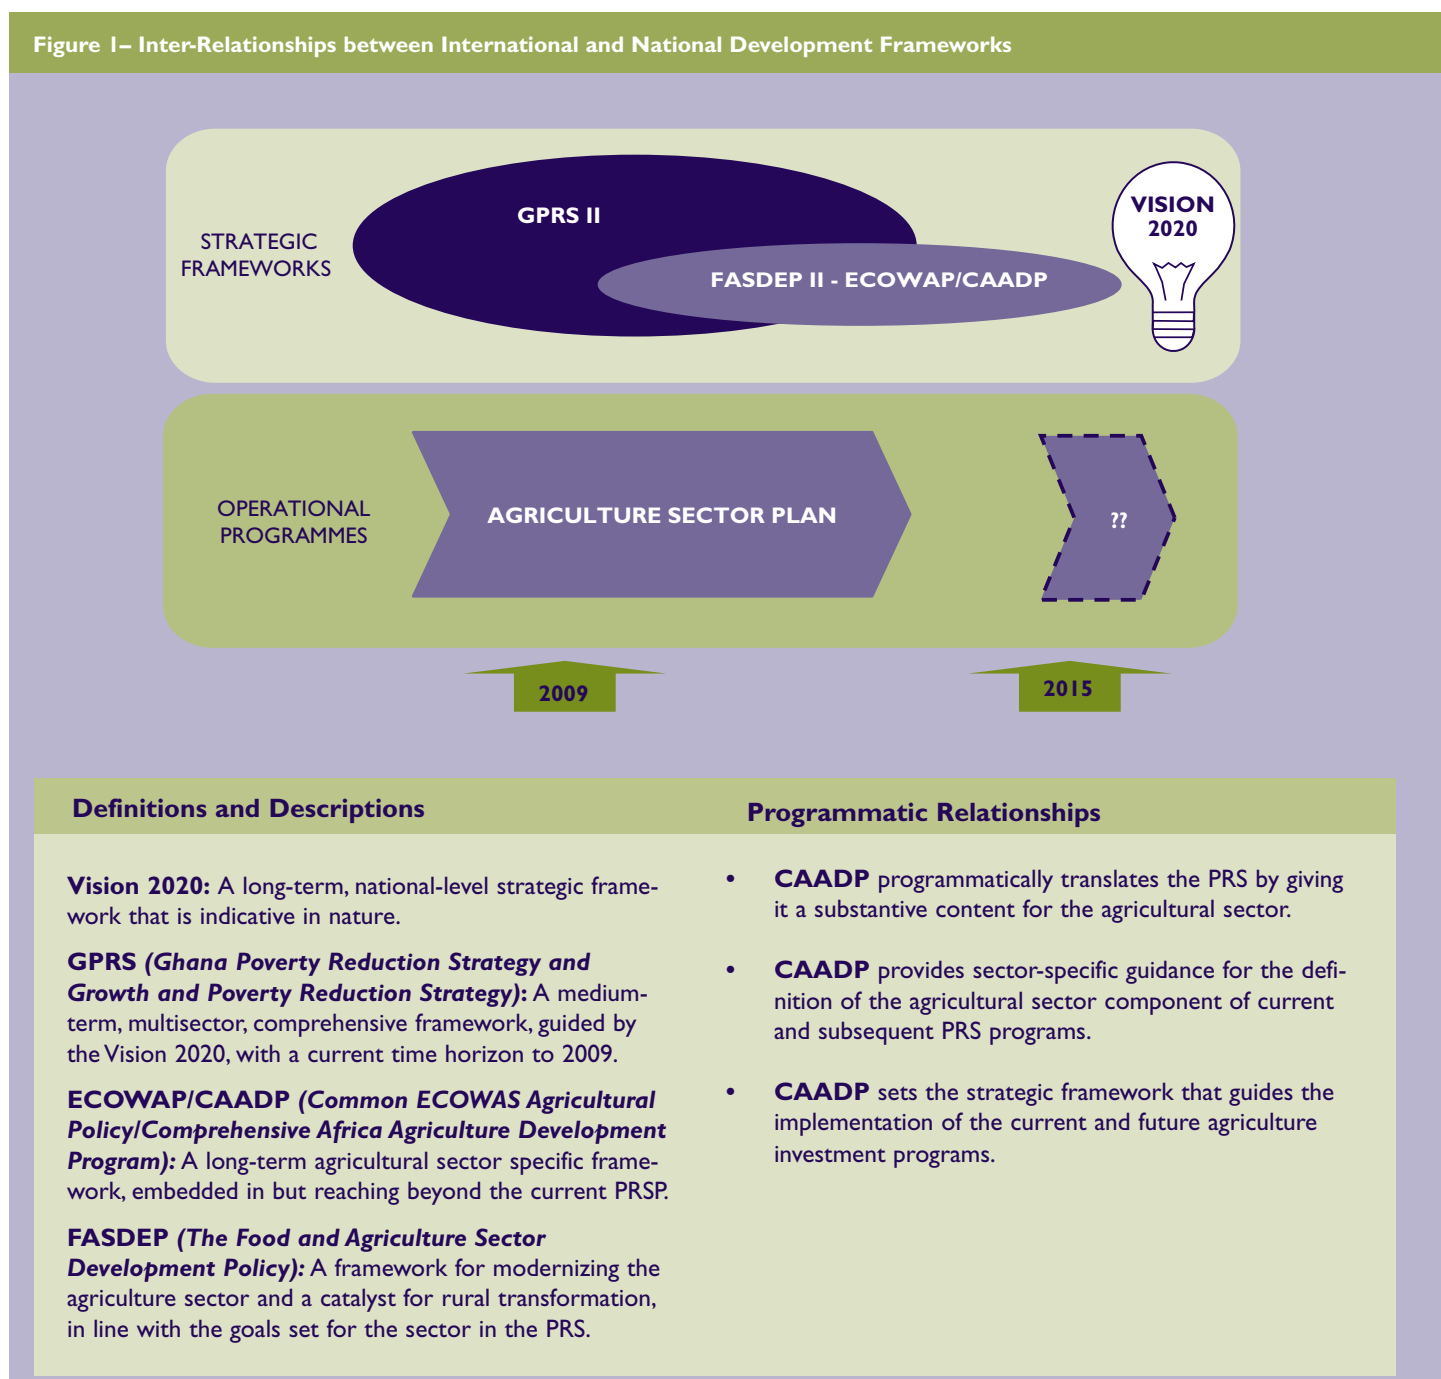 Figure 1– Inter-Relationships between International and National Development Frameworks
STRATEGIC
FRAMEWORKS
GPRS II
FASDEP II - ECOWAP/CAADP
VISION
2020
OPERATIONAL
PROGRAMMES
AGRICULTURE SECTOR PLAN
??
2009
2015
Definitions and Descriptions
Vision 2020: A long-term, national-level strategic frame-
work that is indicative in nature.
GPRS (Ghana Poverty Reduction Strategy and
Growth and Poverty Reduction Strategy): A medium-
term, multisector, comprehensive framework, guided by
the Vision 2020, with a current time horizon to 2009.
ECOWAP/CAADP (Common ECOWAS Agricultural
Policy/Comprehensive Africa Agriculture Development
Program): A long-term agricultural sector specific frame-
work, embedded in but reaching beyond the current PRSP.
FASDEP (The Food and Agriculture Sector
Development Policy): A framework for modernizing the
agriculture sector and a catalyst for rural transformation,
in line with the goals set for the sector in the PRS.
Programmatic Relationships
• CAADP programmatically translates the PRS by giving
it a substantive content for the agricultural sector.
• CAADP provides sector-specific guidance for the defi-
nition of the agricultural sector component of current
and subsequent PRS programs.
• CAADP sets the strategic framework that guides the
implementation of the current and future agriculture
investment programs.